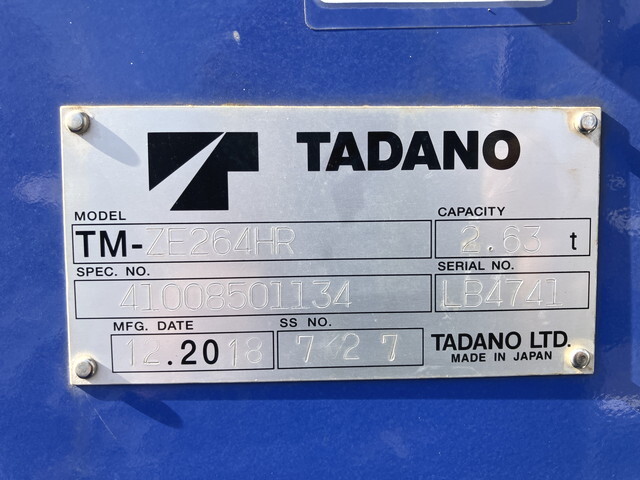 TADANO
MODEL
TM-ZE264HR
CAPACITY
2.63 t
SPEC. NO.
41008501134
SERIAL NO.
LB4741
MFG. DATE
12.2018
SS NO.
727
TADANO LTD.
MADE IN JAPAN